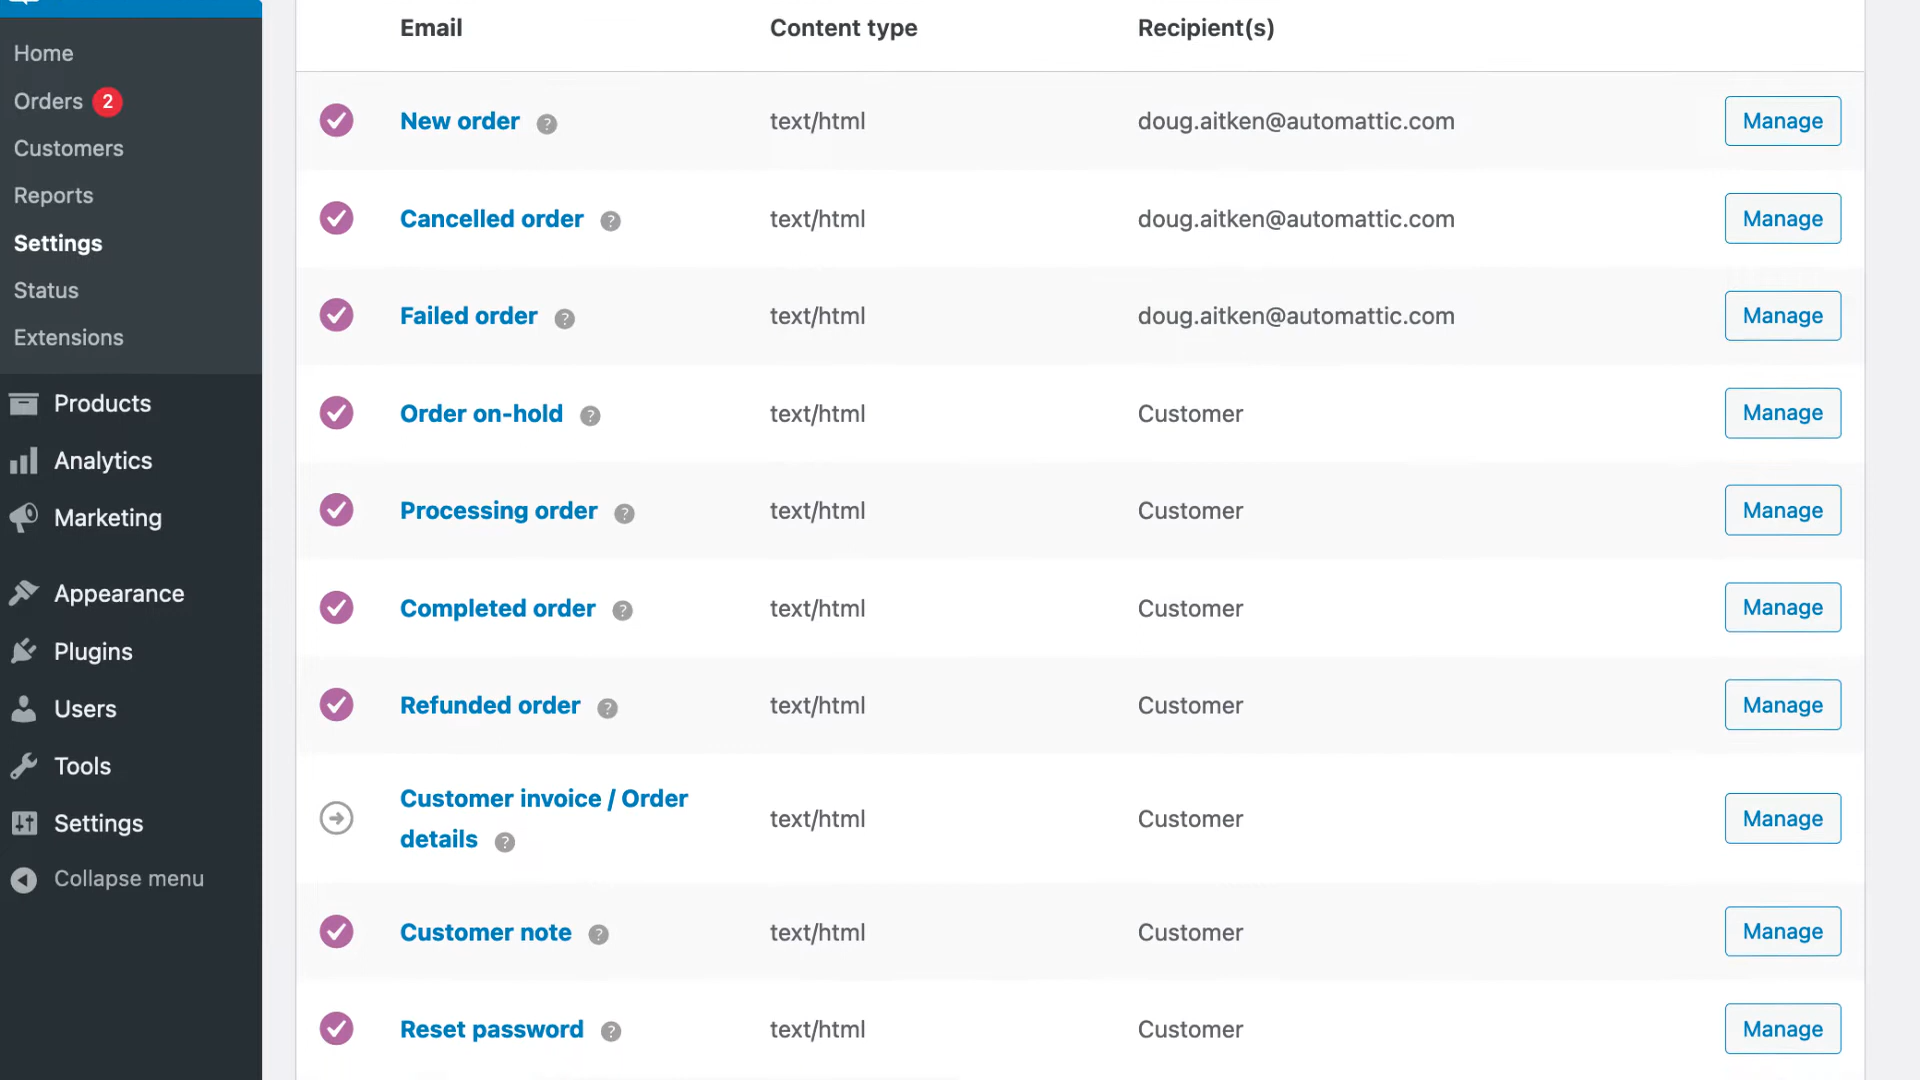 Home
Orders 2
Customers
Reports
Settings
Status
Extensions
Products
Analytics
Marketing
Appearance
Plugins
Users
Tools
Settings
Collapse menu
Email Content type Recipient(s)
New order ? text/html doug.aitken@automattic.com Manage
Cancelled order ? text/html doug.aitken@automattic.com Manage
Failed order ? text/html doug.aitken@automattic.com Manage
Order on-hold ? text/html Customer Manage
Processing order ? text/html Customer Manage
Completed order ? text/html Customer Manage
Refunded order ? text/html Customer Manage
Customer invoice / Order
details ? text/html Customer Manage
Customer note ? text/html Customer Manage
Reset password ? text/html Customer Manage